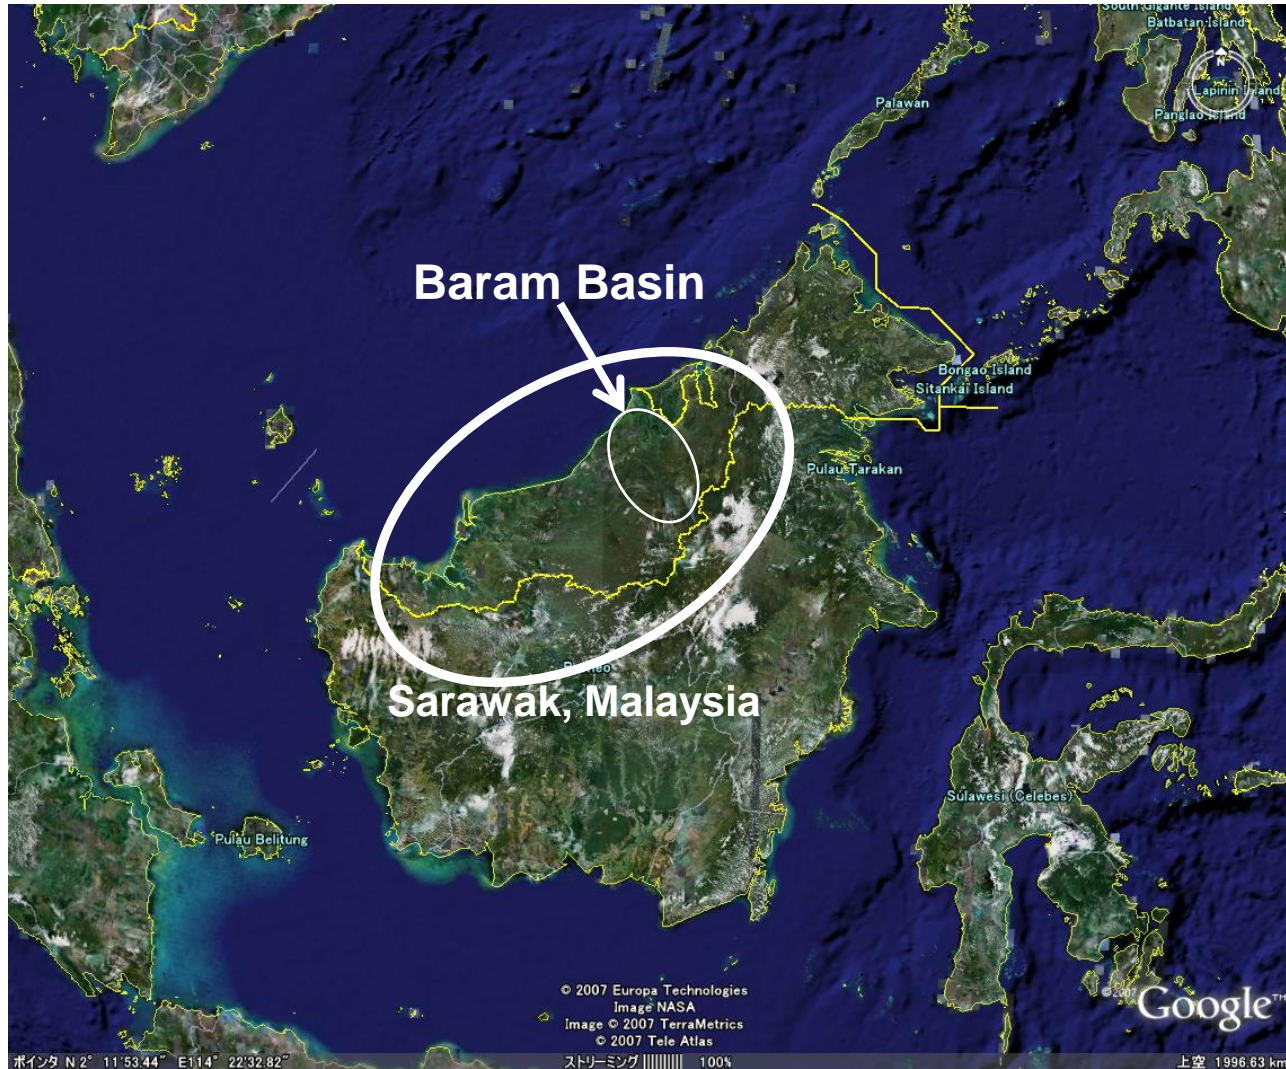 South Gigante Island
Batbatan Island
N
Lapinin Island
Palawan
Panglao Island
Baram Basin
Bongao Island
Sitankai Island
Pulau Tarakan
Sarawak, Malaysia
Sulawesi (Celebes)
Pulau Belitung
© 2007 Europa Technologies
Image NASA
Image © 2007 TerraMetrics
© 2007 Tele Atlas
©2007 Google™
ポインタ N 2° 11'53.44" E114° 22'32.82"
ストリーミング |||||||||| 100%
上空 1996.63 km